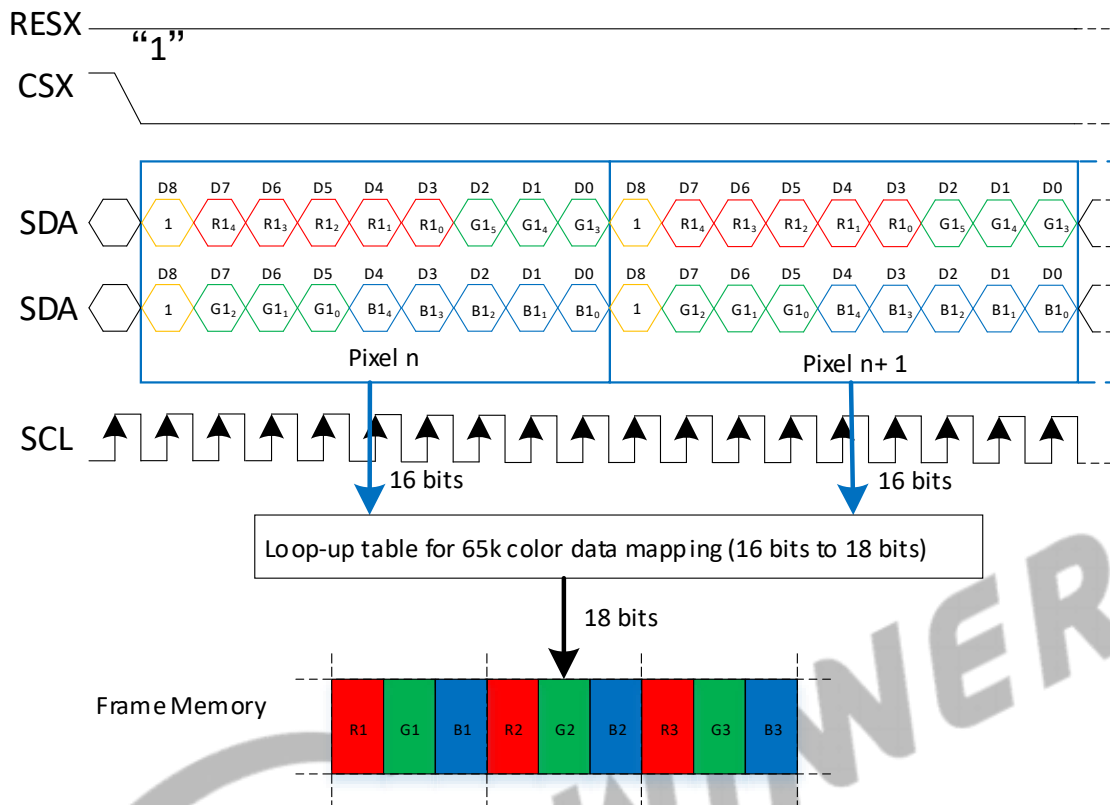 RESX
“1”
CSX
D8 D7 D6 D5 D4 D3 D2 D1 D0 D8 D7 D6 D5 D4 D3 D2 D1 D0
SDA 1 R1₄ R1₃ R1₂ R1₁ R1₀ G1₅ G1₄ G1₃ 1 R1₄ R1₃ R1₂ R1₁ R1₀ G1₅ G1₄ G1₃
D8 D7 D6 D5 D4 D3 D2 D1 D0 D8 D7 D6 D5 D4 D3 D2 D1 D0
SDA 1 G1₂ G1₁ G1₀ B1₄ B1₃ B1₂ B1₁ B1₀ 1 G1₂ G1₁ G1₀ B1₄ B1₃ B1₂ B1₁ B1₀
Pixel n Pixel n+ 1
SCL
16 bits 16 bits
Loop-up table for 65k color data mapping (16 bits to 18 bits)
18 bits
Frame Memory
R1 G1 B1 R2 G2 B2 R3 G3 B3
WINNER